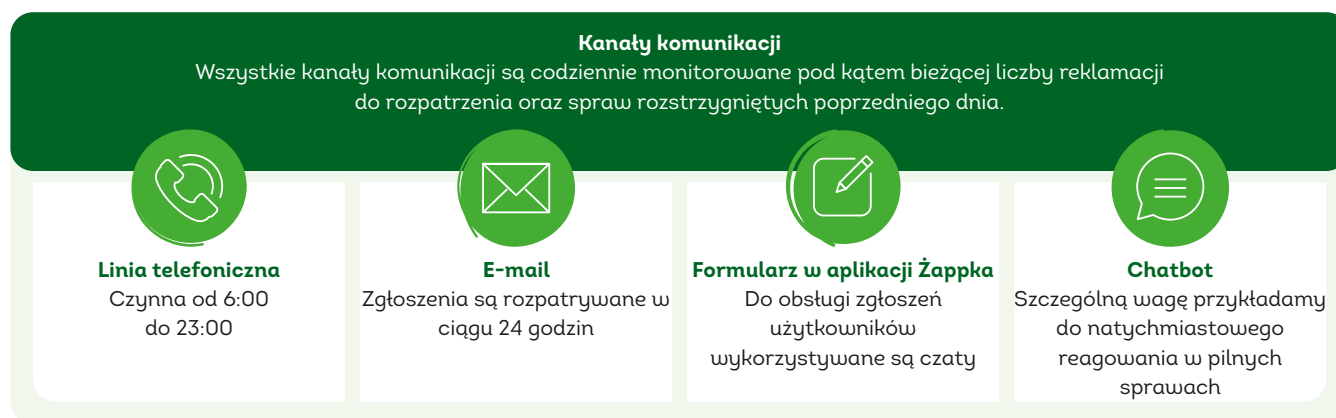 Kanały komunikacji
Wszystkie kanały komunikacji są codziennie monitorowane pod kątem bieżącej liczby reklamacji
do rozpatrzenia oraz spraw rozstrzygniętych poprzedniego dnia.
Linia telefoniczna
Czynna od 6:00
do 23:00
E-mail
Zgłoszenia są rozpatrywane w
ciągu 24 godzin
Formularz w aplikacji Żappka
Do obsługi zgłoszeń
użytkowników
wykorzystywane są czaty
Chatbot
Szczególną wagę przykładamy
do natychmiastowego
reagowania w pilnych
sprawach